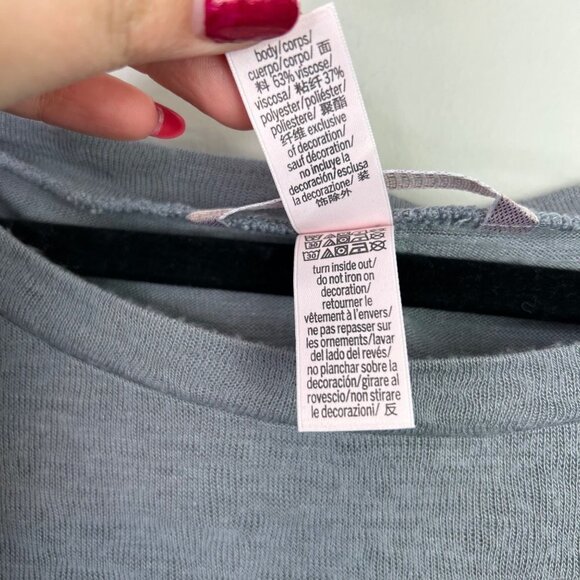 body/corps/
cuerpo/corpo/ 面
料 63% viscose/
viscosa/ 粘纤 37%
polyester/poliéster/
poliestere/ 聚酯
纤维 exclusive
of decoration/
sauf décoration/
no incluye la
decoración/esclusa
la decorazione/ 装
饰除外
turn inside out/
do not iron on
decoration/
retourner le
vêtement à l'envers/
ne pas repasser sur
les ornements/lavar
del lado del revés/
no planchar sobre la
decoración/girare al
rovescio/non stirare
le decorazioni/ 反